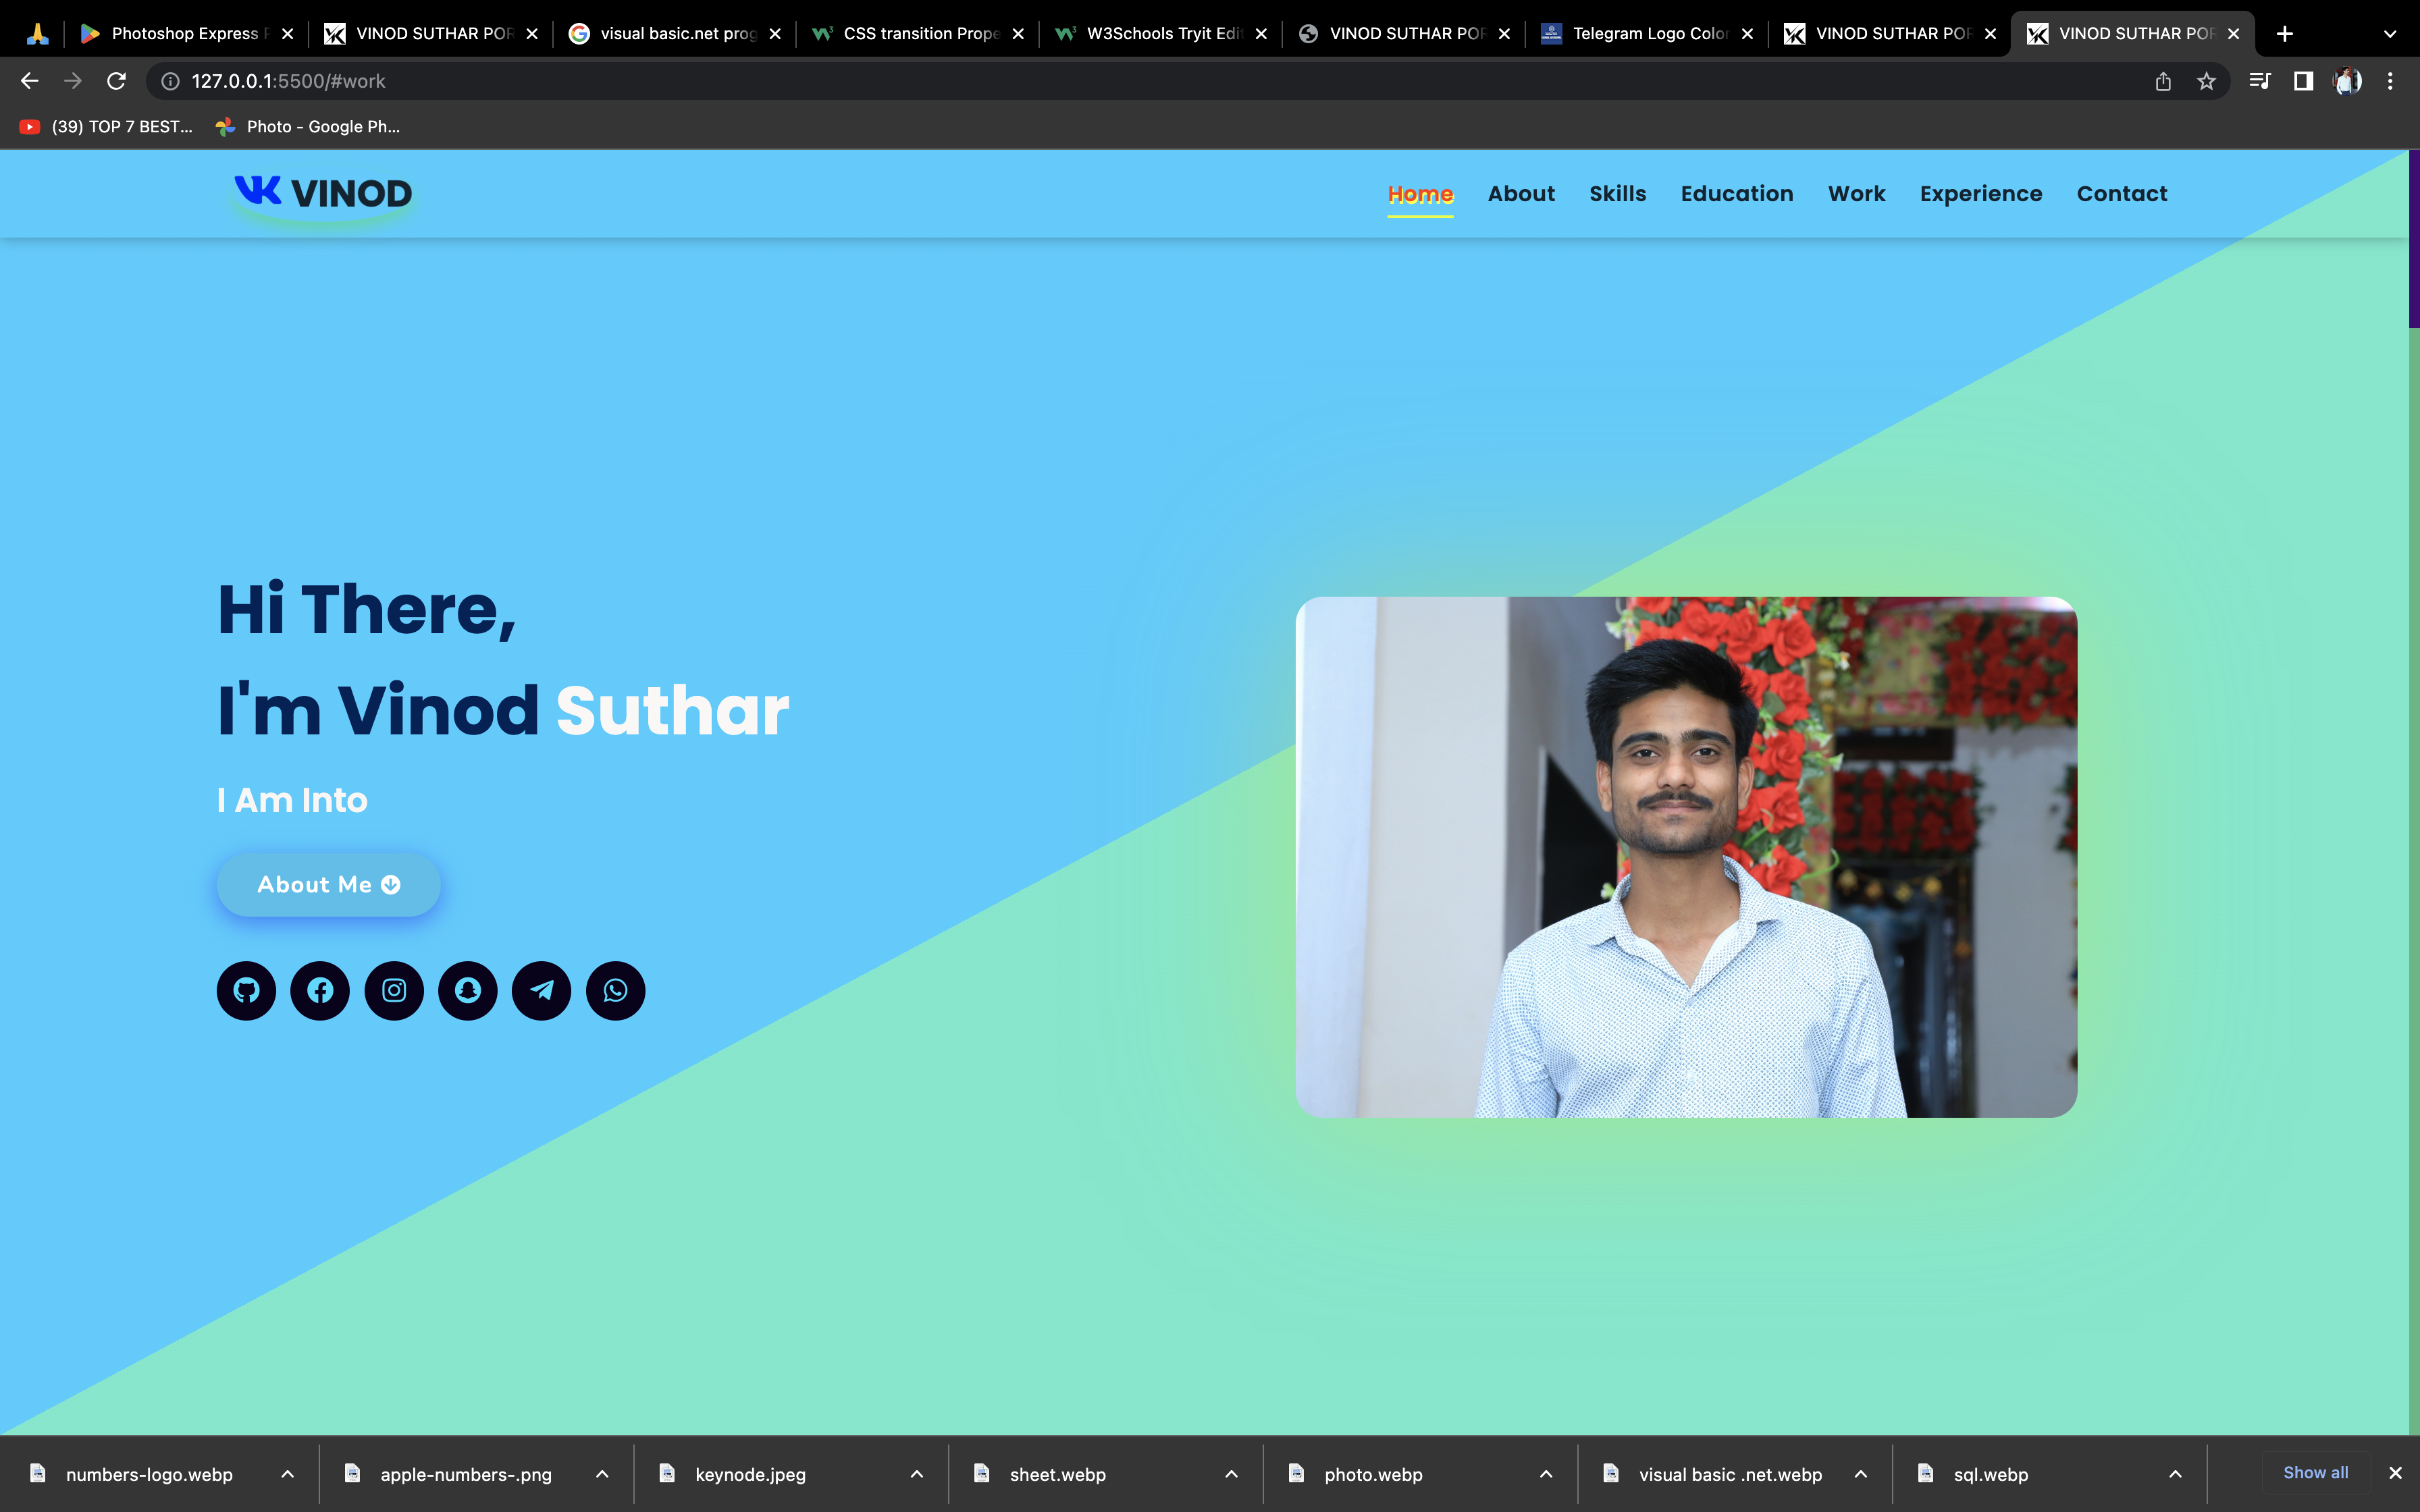 Photoshop Express P
VINOD SUTHAR POR
visual basic.net prog
CSS transition Prope
W3Schools Tryit Edit
VINOD SUTHAR POR
Telegram Logo Color
VINOD SUTHAR POR
VINOD SUTHAR POR
127.0.0.1:5500/#work
(39) TOP 7 BEST...
Photo - Google Ph...
VK VINOD
Home
About
Skills
Education
Work
Experience
Contact
Hi There,
I'm Vinod Suthar
I Am Into
About Me
numbers-logo.webp
apple-numbers-.png
keynode.jpeg
sheet.webp
photo.webp
visual basic .net.webp
sql.webp
Show all